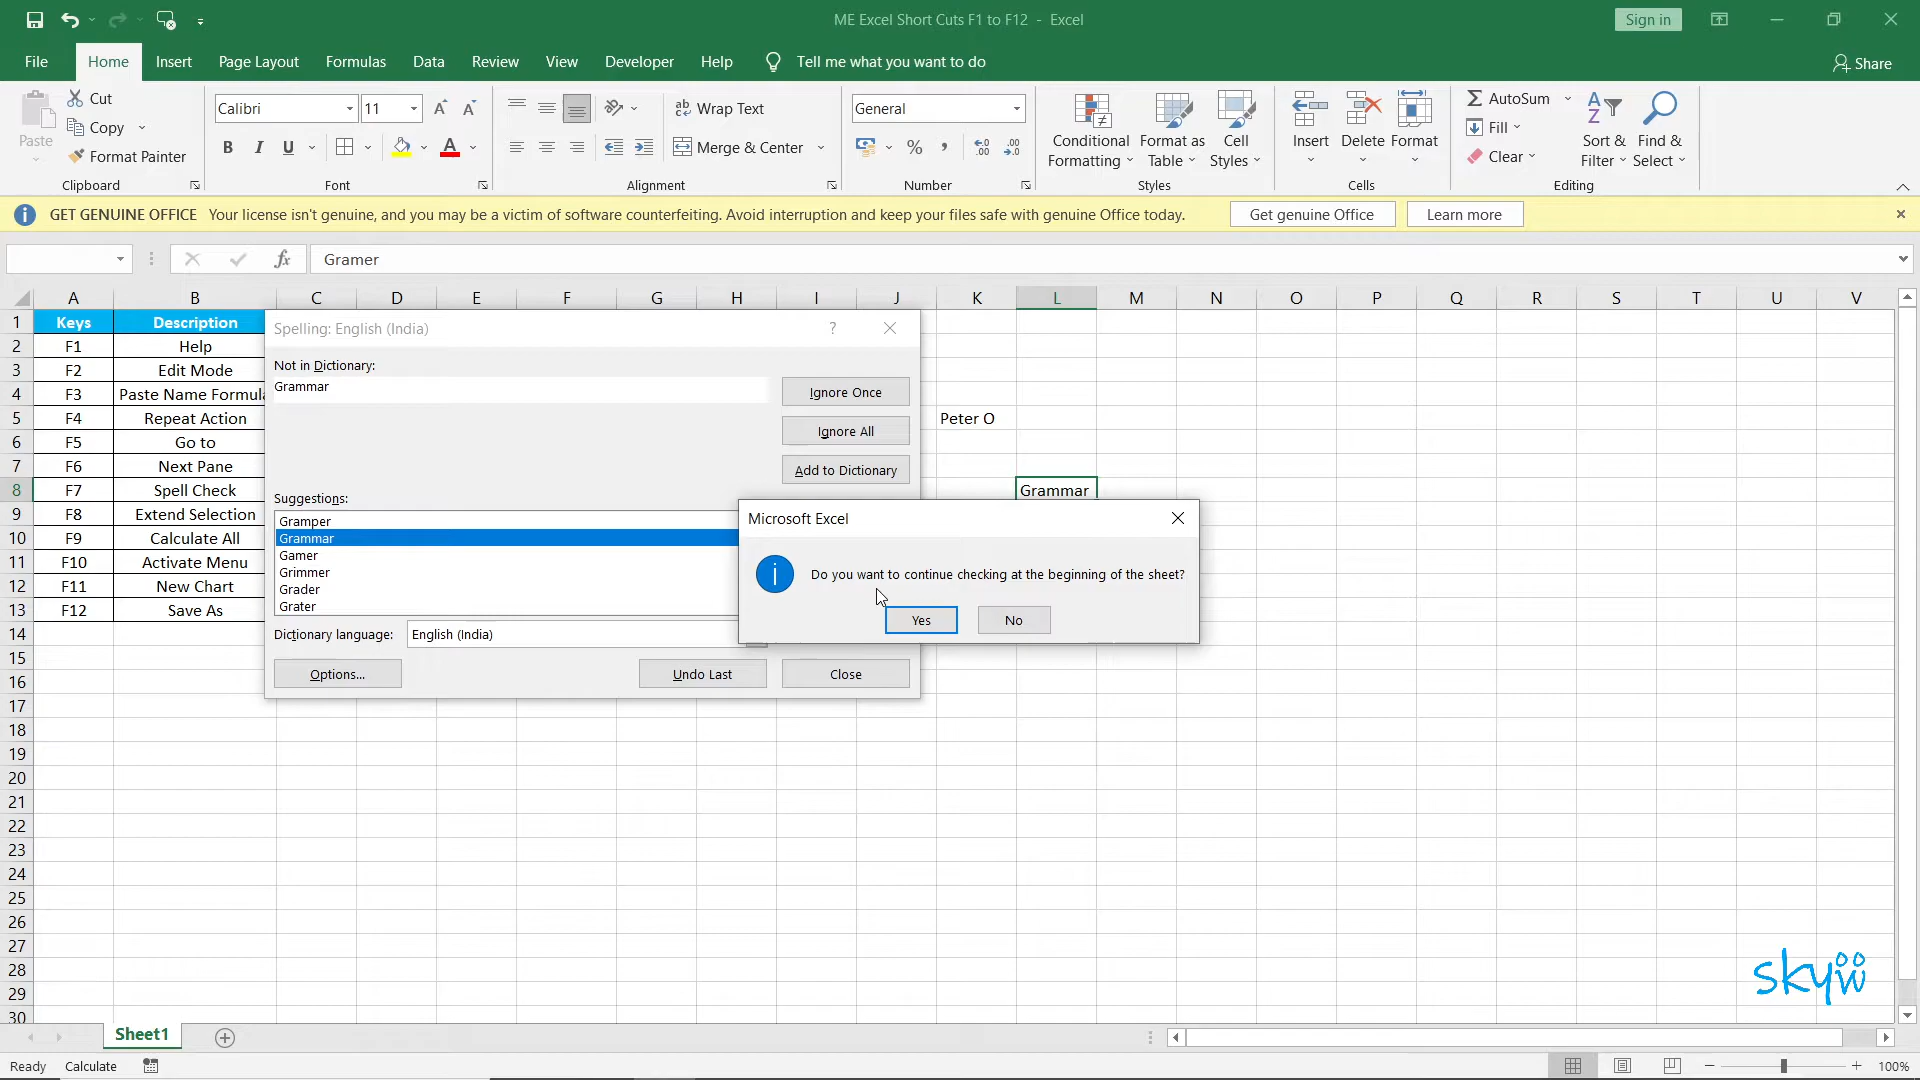 ME Excel Short Cuts F1 to F12 - Excel
Sign in
File Home Insert Page Layout Formulas Data Review View Developer Help Tell me what you want to do Share
Paste
Cut
Copy
Format Painter
Clipboard
Calibri 11
B I U
Font
Wrap Text
Merge & Center
Alignment
General
Number
Conditional Formatting
Format as Table
Cell Styles
Styles
Insert
Delete
Format
Cells
AutoSum
Fill
Clear
Sort & Filter
Find & Select
Editing
GET GENUINE OFFICE Your license isn't genuine, and you may be a victim of software counterfeiting. Avoid interruption and keep your files safe with genuine Office today. Get genuine Office Learn more
fx Gramer
A B C D E F G H I J K L M N O P Q R S T U V
1 Keys Description
2 F1 Help
3 F2 Edit Mode
4 F3 Paste Name Formula
5 F4 Repeat Action Peter O
6 F5 Go to
7 F6 Next Pane
8 F7 Spell Check Grammar
9 F8 Extend Selection
10 F9 Calculate All
11 F10 Activate Menu
12 F11 New Chart
13 F12 Save As
14
15
16
17
18
19
20
21
22
23
24
25
26
27
28
29
30
Spelling: English (India) ?
Not in Dictionary:
Grammar
Ignore Once
Ignore All
Add to Dictionary
Suggestions:
Gramper
Grammar
Gamer
Grimmer
Grader
Grater
Dictionary language: English (India)
Options... Undo Last Close
Microsoft Excel
Do you want to continue checking at the beginning of the sheet?
Yes No
skyw
Sheet1
Ready Calculate 100%